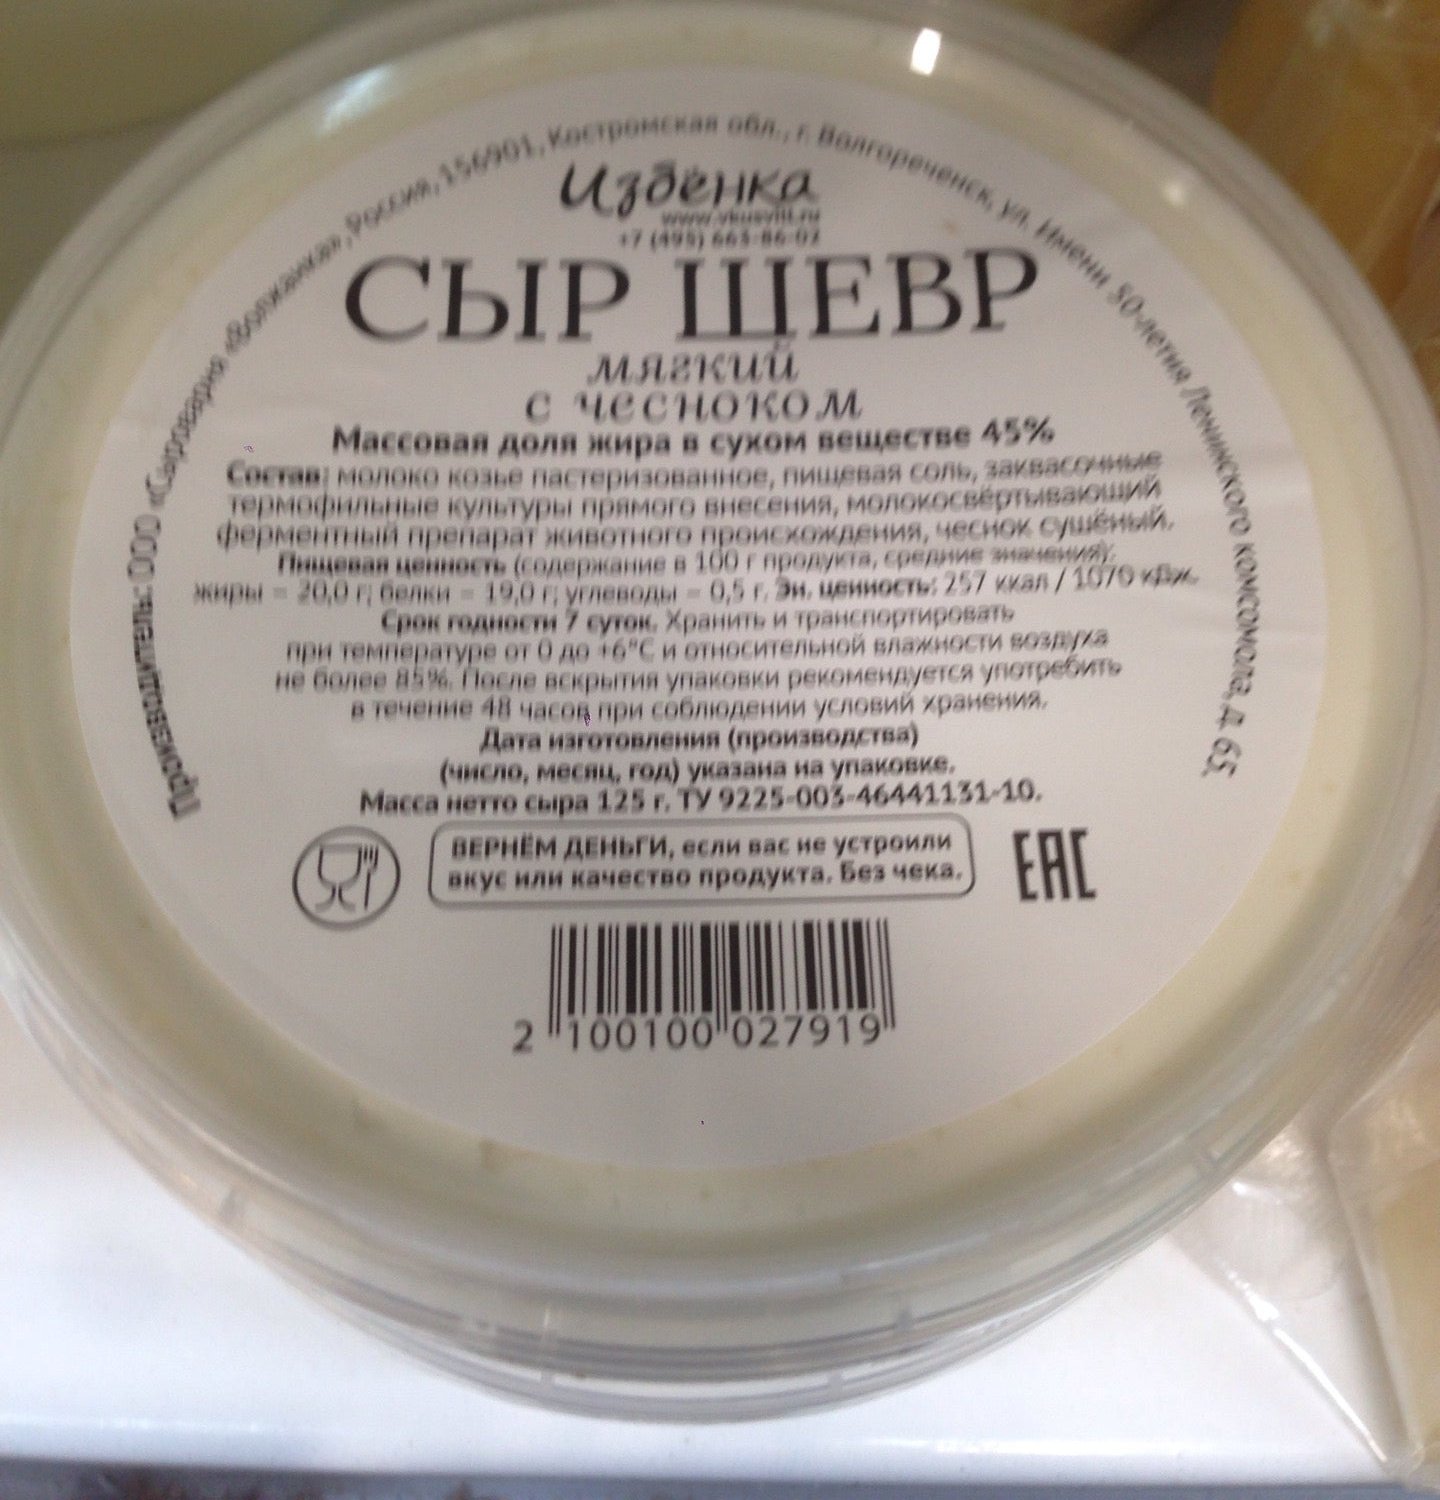 Производитель: ООО «Сыроварня «Волжанка», Россия, 156901, Костромская обл., г. Волгореченск, ул. Имени 50-летия Ленинского комсомола, д. 65.
Избёнка
www.vkusvill.ru
+7 (495) 663-86-02
СЫР ШЕВР
мягкий
с чесноком
Массовая доля жира в сухом веществе 45%
Состав: молоко козье пастеризованное, пищевая соль, заквасочные
термофильные культуры прямого внесения, молокосвёртывающий
ферментный препарат животного происхождения, чеснок сушёный.
Пищевая ценность (содержание в 100 г продукта, средние значения):
жиры – 20,0 г; белки – 19,0 г; углеводы – 0,5 г. Эн. ценность: 257 ккал / 1070 кДж.
Срок годности 7 суток. Хранить и транспортировать
при температуре от 0 до +6°С и относительной влажности воздуха
не более 85%. После вскрытия упаковки рекомендуется употребить
в течение 48 часов при соблюдении условий хранения.
Дата изготовления (производства)
(число, месяц, год) указана на упаковке.
Масса нетто сыра 125 г. ТУ 9225-003-46441131-10.
ВЕРНЁМ ДЕНЬГИ, если вас не устроили
вкус или качество продукта. Без чека.
EAC
2 100100 027919